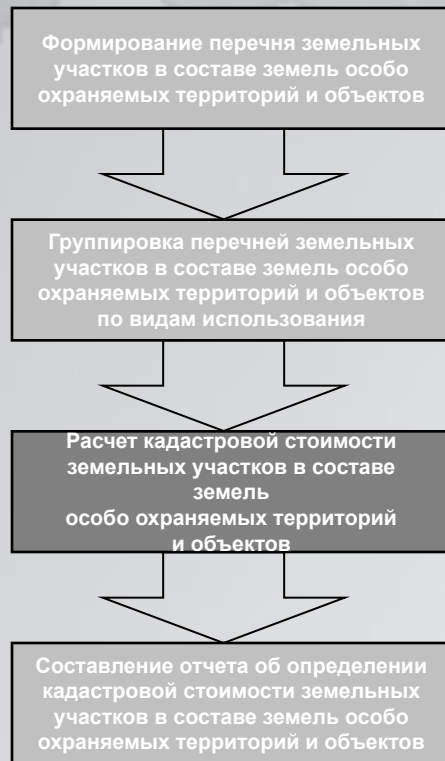 Формирование перечня земельных
участков в составе земель особо
охраняемых территорий и объектов
Группировка перечней земельных
участков в составе земель особо
охраняемых территорий и объектов
по видам использования
Расчет кадастровой стоимости
земельных участков в составе
земель
особо охраняемых территорий
и объектов
Составление отчета об определении
кадастровой стоимости земельных
участков в составе земель особо
охраняемых территорий и объектов